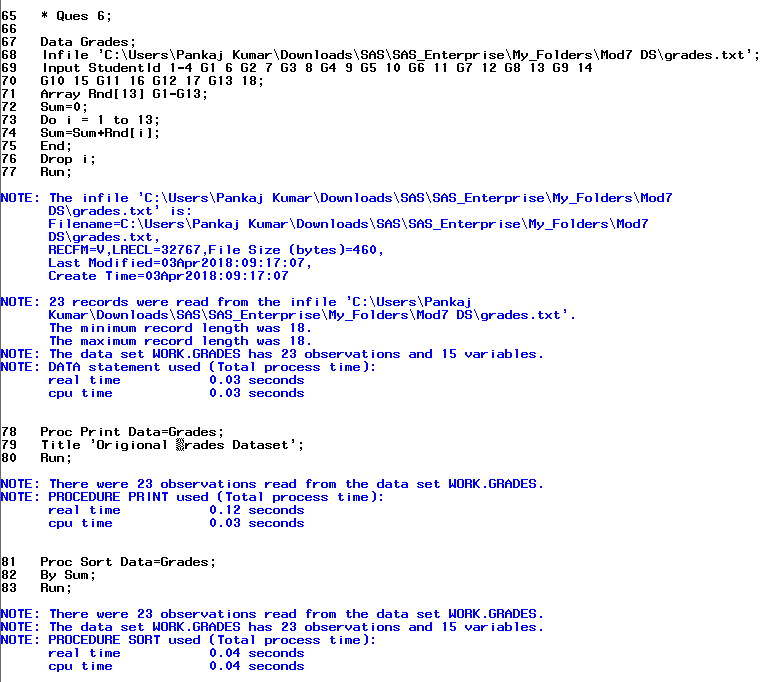 65   * Ques 6;
66
67   Data Grades;
68   Infile 'C:\Users\Pankaj Kumar\Downloads\SAS\SAS_Enterprise\My_Folders\Mod7 DS\grades.txt';
69   Input StudentId 1-4 G1 6 G2 7 G3 8 G4 9 G5 10 G6 11 G7 12 G8 13 G9 14
70   G10 15 G11 16 G12 17 G13 18;
71   Array Rnd[13] G1-G13;
72   Sum=0;
73   Do i = 1 to 13;
74   Sum=Sum+Rnd[i];
75   End;
76   Drop i;
77   Run;
NOTE: The infile 'C:\Users\Pankaj Kumar\Downloads\SAS\SAS_Enterprise\My_Folders\Mod7
      DS\grades.txt' is:
      Filename=C:\Users\Pankaj Kumar\Downloads\SAS\SAS_Enterprise\My_Folders\Mod7
      DS\grades.txt,
      RECFM=V,LRECL=32767,File Size (bytes)=460,
      Last Modified=03Apr2018:09:17:07,
      Create Time=03Apr2018:09:17:07
NOTE: 23 records were read from the infile 'C:\Users\Pankaj
      Kumar\Downloads\SAS\SAS_Enterprise\My_Folders\Mod7 DS\grades.txt'.
      The minimum record length was 18.
      The maximum record length was 18.
NOTE: The data set WORK.GRADES has 23 observations and 15 variables.
NOTE: DATA statement used (Total process time):
      real time           0.03 seconds
      cpu time            0.03 seconds
78   Proc Print Data=Grades;
79   Title 'Origional Grades Dataset';
80   Run;
NOTE: There were 23 observations read from the data set WORK.GRADES.
NOTE: PROCEDURE PRINT used (Total process time):
      real time           0.12 seconds
      cpu time            0.03 seconds
81   Proc Sort Data=Grades;
82   By Sum;
83   Run;
NOTE: There were 23 observations read from the data set WORK.GRADES.
NOTE: The data set WORK.GRADES has 23 observations and 15 variables.
NOTE: PROCEDURE SORT used (Total process time):
      real time           0.04 seconds
      cpu time            0.04 seconds